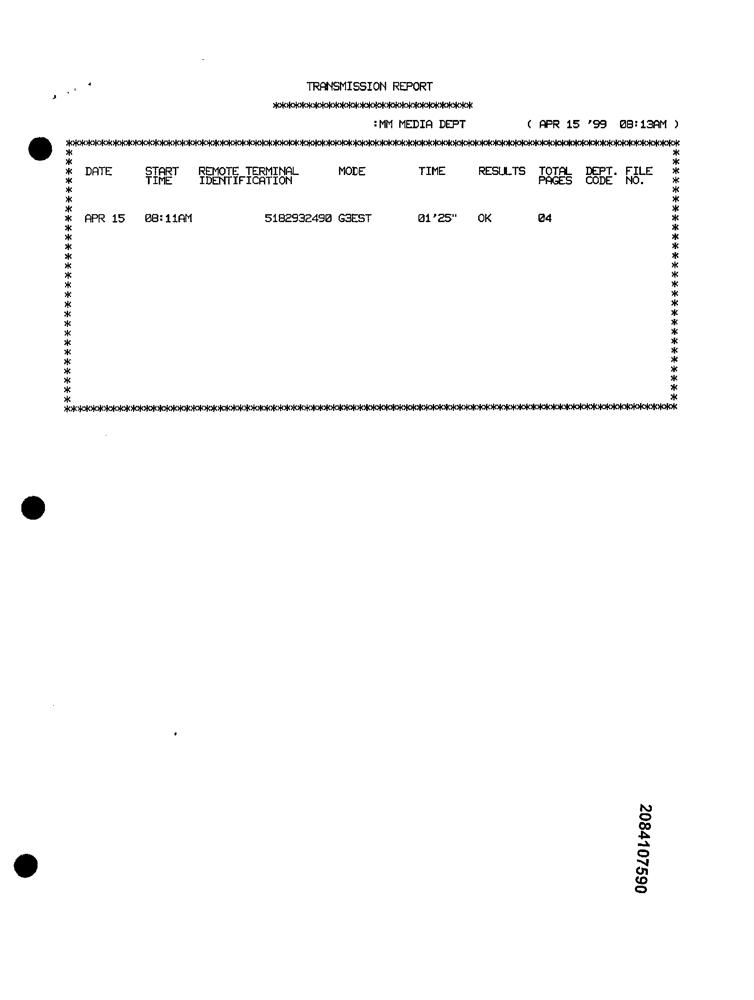 TRANSMISSION REPORT
******************************
:MM MEDIA DEPT ( APR 15 '99 08:13AM )
DATE START TIME REMOTE TERMINAL IDENTIFICATION MODE TIME RESULTS TOTAL PAGES DEPT. CODE FILE NO.
APR 15 08:11AM 5182932490 G3EST 01'25" OK 04
2084107590